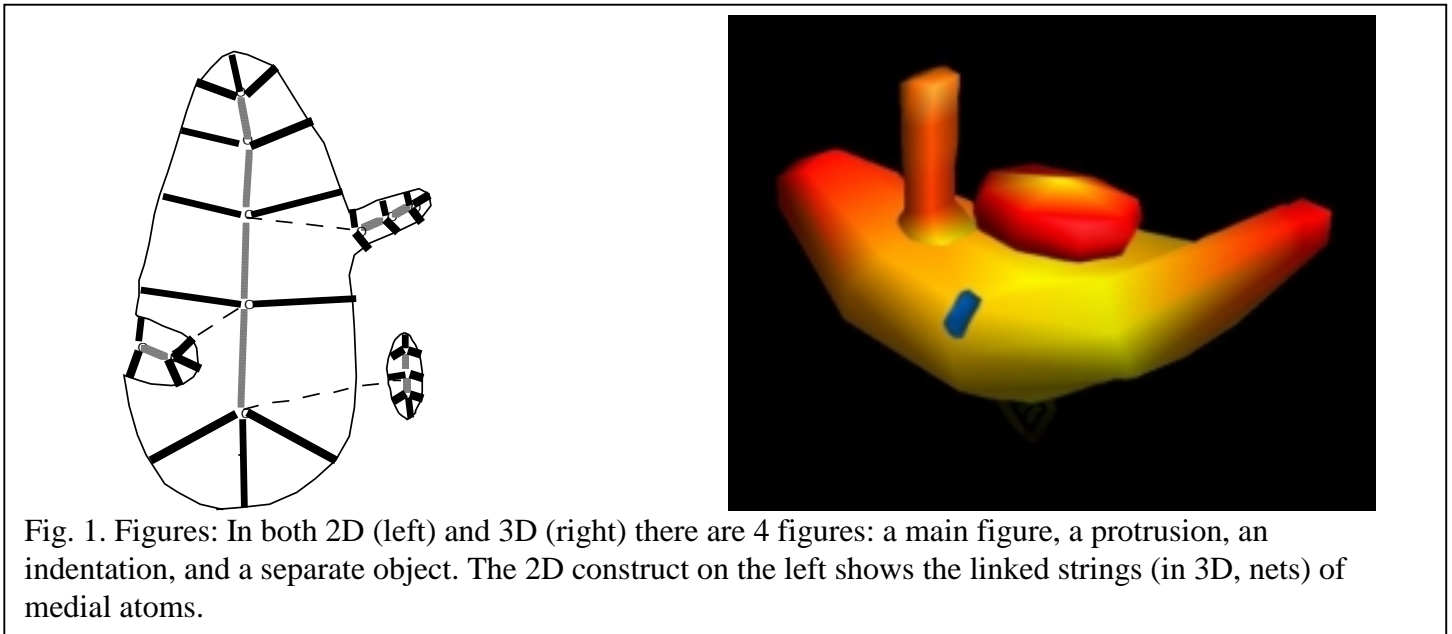 Fig. 1. Figures: In both 2D (left) and 3D (right) there are 4 figures: a main figure, a protrusion, an
indentation, and a separate object. The 2D construct on the left shows the linked strings (in 3D, nets) of
medial atoms.